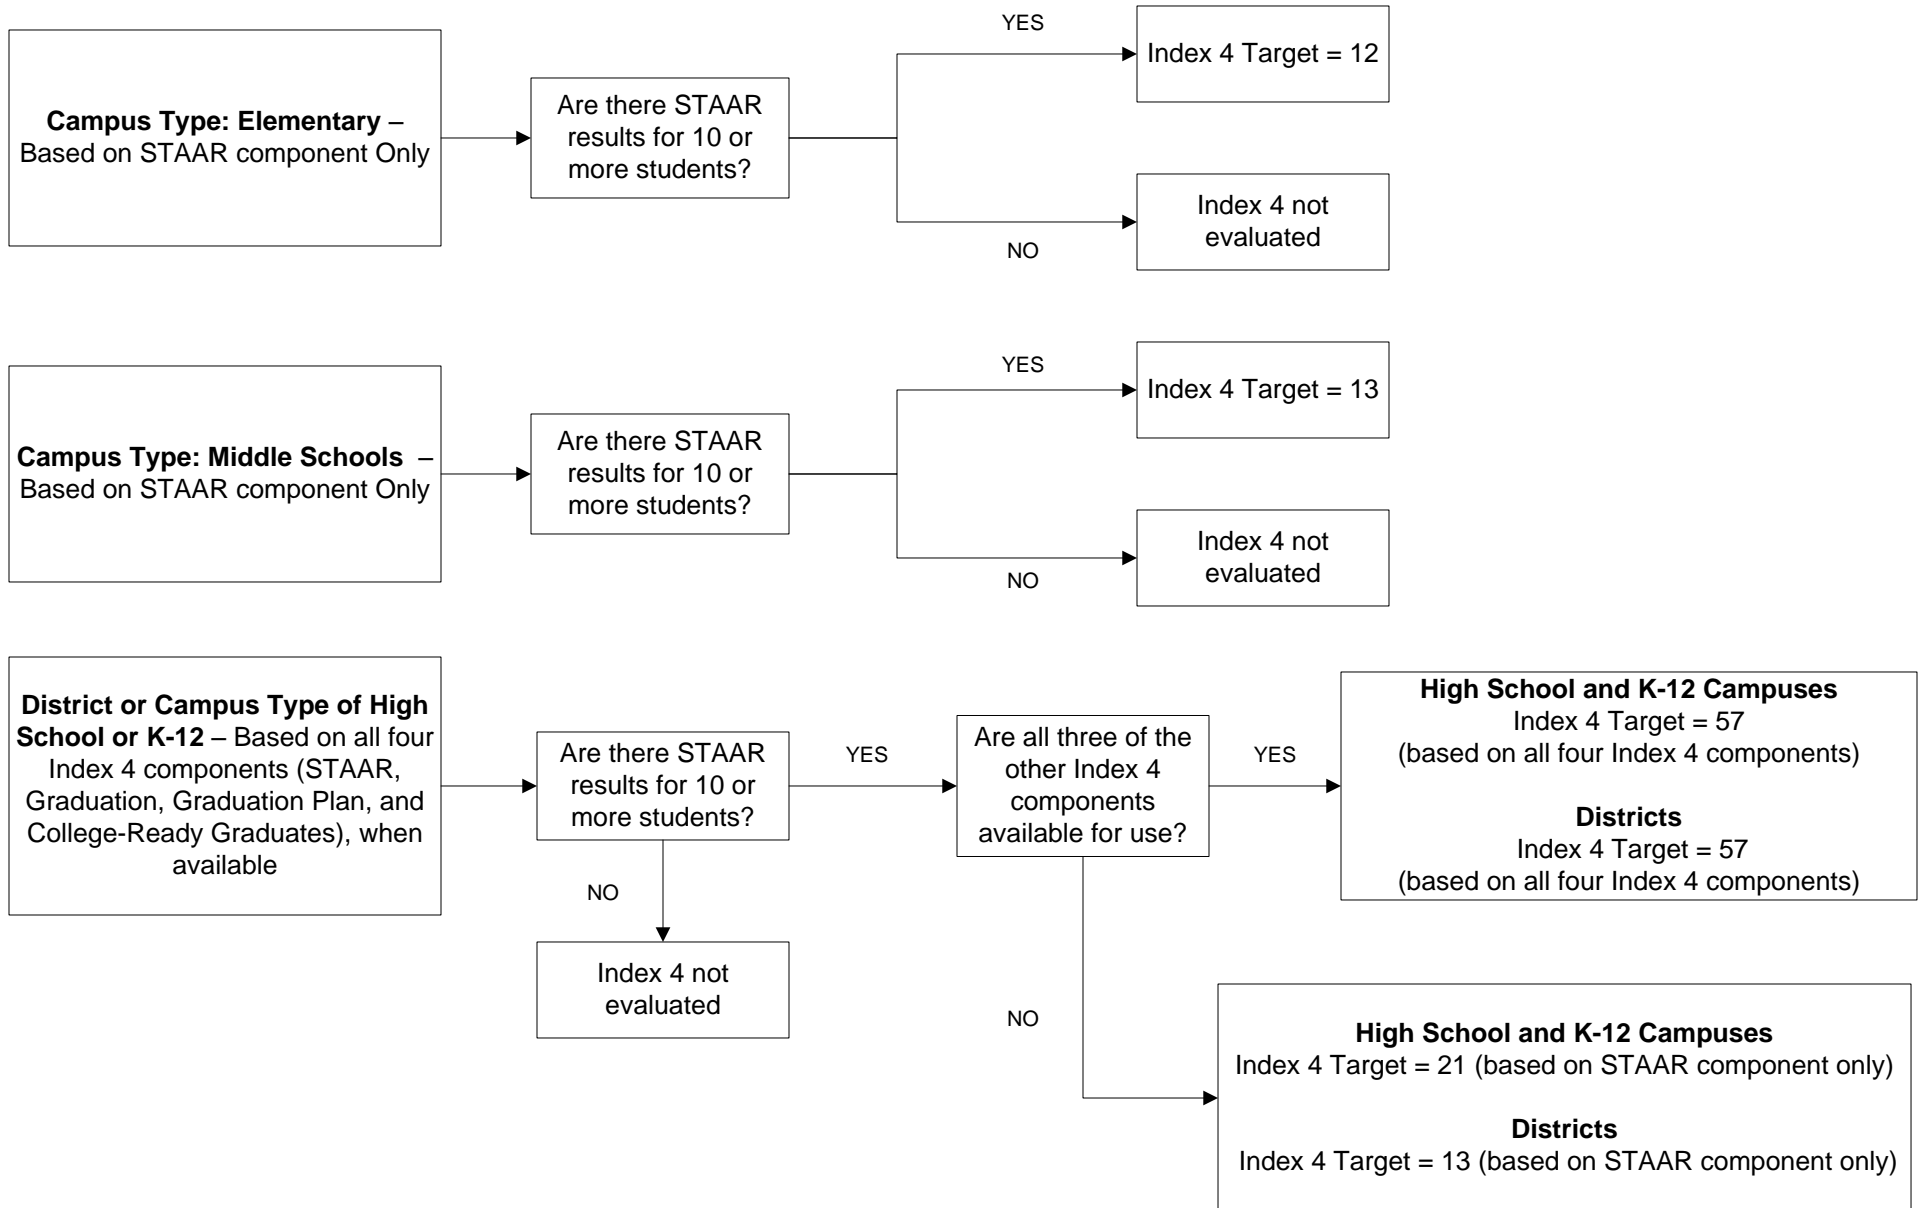 Campus Type: Elementary –
Based on STAAR component Only
Are there STAAR
results for 10 or
more students?
YES
Index 4 Target = 12
NO
Index 4 not
evaluated
Campus Type: Middle Schools –
Based on STAAR component Only
Are there STAAR
results for 10 or
more students?
YES
Index 4 Target = 13
NO
Index 4 not
evaluated
District or Campus Type of High
School or K-12 – Based on all four
Index 4 components (STAAR,
Graduation, Graduation Plan, and
College-Ready Graduates), when
available
Are there STAAR
results for 10 or
more students?
YES
NO
Index 4 not
evaluated
Are all three of the
other Index 4
components
available for use?
YES
High School and K-12 Campuses
Index 4 Target = 57
(based on all four Index 4 components)
Districts
Index 4 Target = 57
(based on all four Index 4 components)
NO
High School and K-12 Campuses
Index 4 Target = 21 (based on STAAR component only)
Districts
Index 4 Target = 13 (based on STAAR component only)